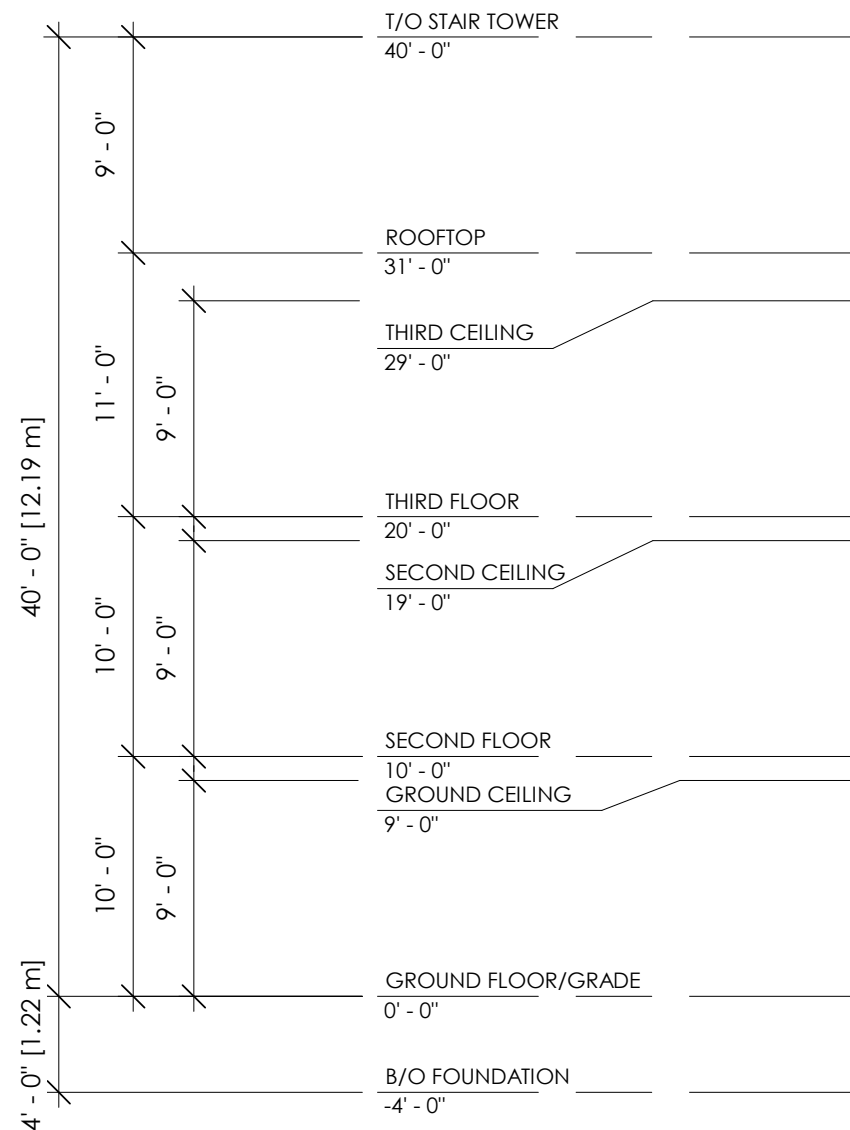 T/O STAIR TOWER
40' - 0"
9' - 0"
ROOFTOP
31' - 0"
THIRD CEILING
29' - 0"
11' - 0"
9' - 0"
40' - 0" [12.19 m]
THIRD FLOOR
20' - 0"
SECOND CEILING
19' - 0"
10' - 0"
9' - 0"
SECOND FLOOR
10' - 0"
GROUND CEILING
9' - 0"
10' - 0"
9' - 0"
GROUND FLOOR/GRADE
0' - 0"
4' - 0" [1.22 m]
B/O FOUNDATION
-4' - 0"